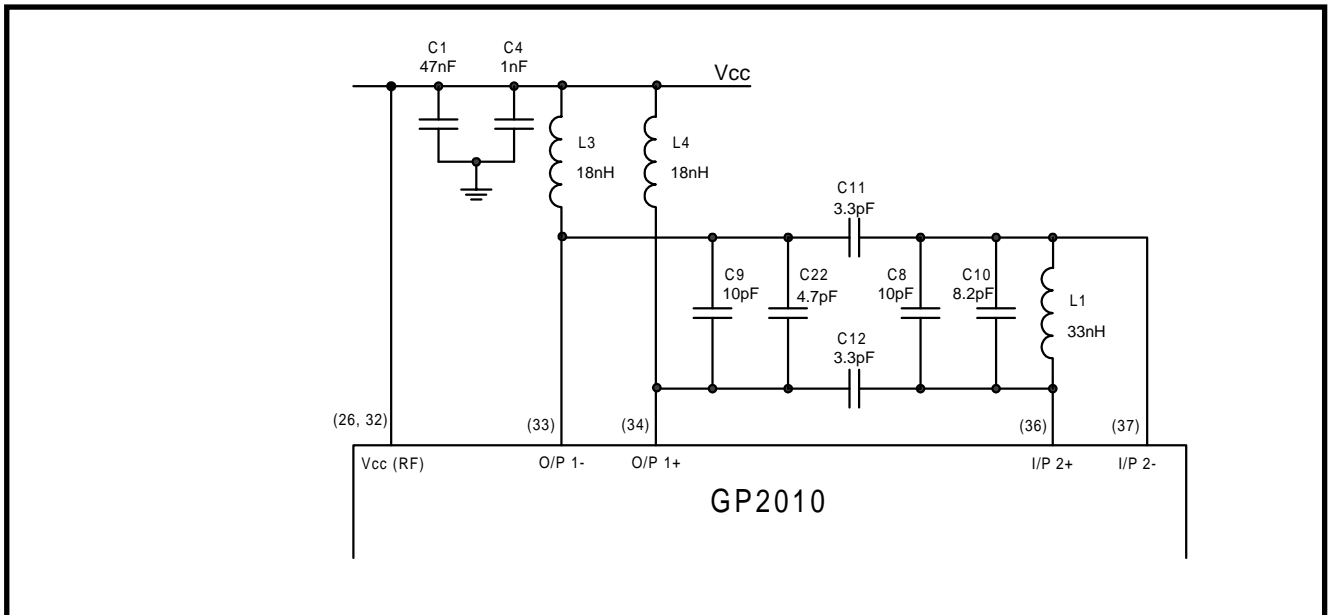 C1
47nF
C4
1nF
Vcc
L3
18nH
L4
18nH
C11
3.3pF
C9
10pF
C22
4.7pF
C8
10pF
C10
8.2pF
L1
33nH
C12
3.3pF
(26, 32)
(33)
(34)
(36)
(37)
Vcc (RF)
O/P 1-
O/P 1+
I/P 2+
I/P 2-
GP2010